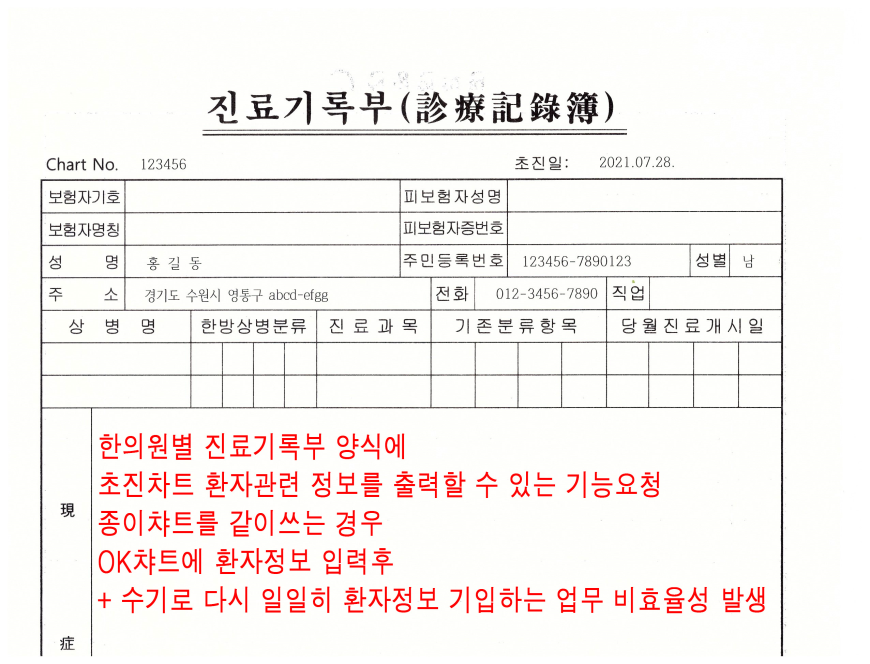 진료기록부(診療記錄簿)
Chart No. 123456 초진일: 2021.07.28.
보험자기호 피보험자성명
보험자명칭 피보험자증번호
성 명 홍 길 동 주민등록번호 123456-7890123 성별 남
주 소 경기도 수원시 영통구 abcd-efgg 전화 012-3456-7890 직업
상 병 명 한방상병분류 진 료 과 목 기 존 분 류 항 목 당 월 진 료 개 시 일
한의원별 진료기록부 양식에
초진차트 환자관련 정보를 출력할 수 있는 기능요청
現
종이챠트를 같이쓰는 경우
OK챠트에 환자정보 입력후
+ 수기로 다시 일일히 환자정보 기입하는 업무 비효율성 발생
症